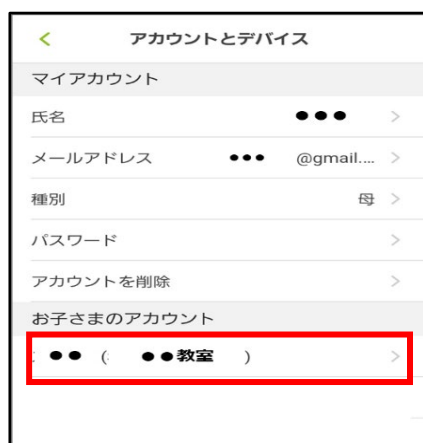 アカウントとデバイス
マイアカウント
氏名 ●●●
メールアドレス ●●● @gmail....
種別 母
パスワード
アカウントを削除
お子さまのアカウント
●● ( ●●教室 )